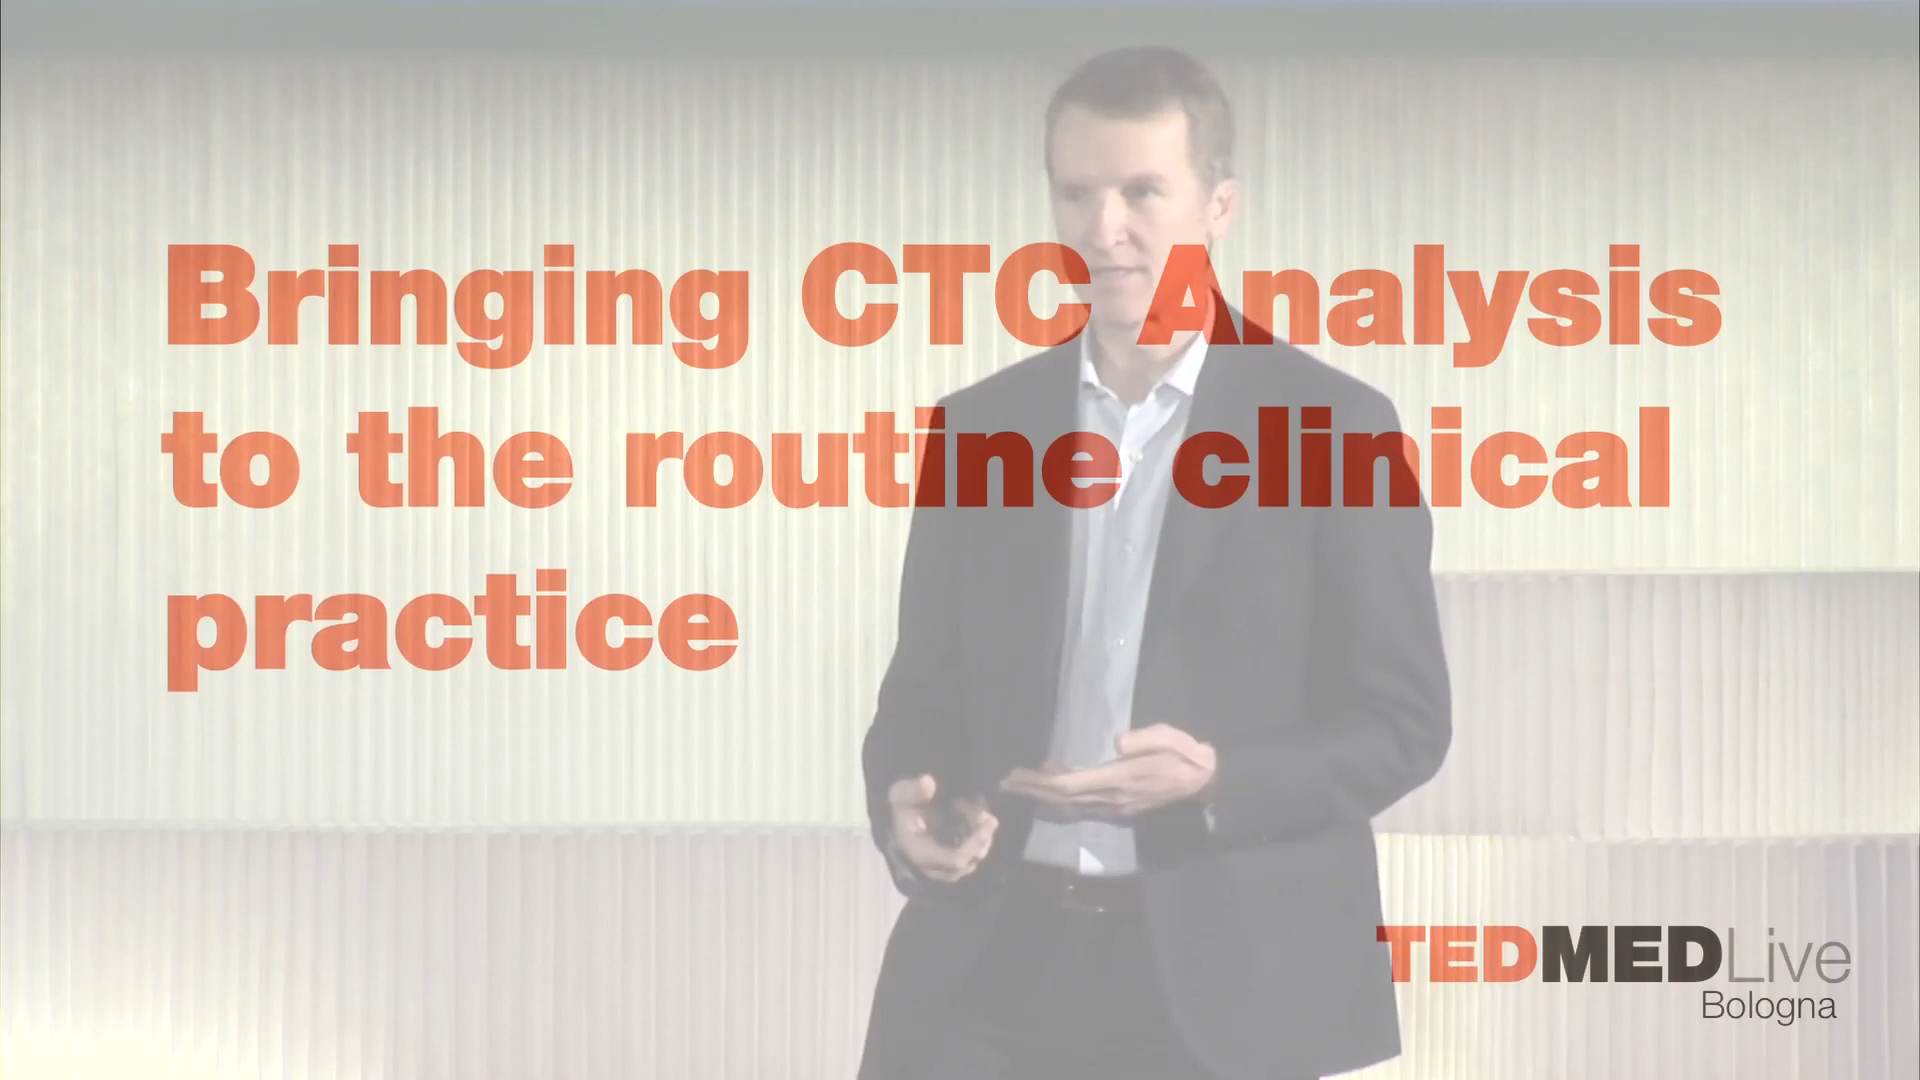 Bringing CTC Analysis
to the routine clinical
practice
TEDMEDLive
Bologna